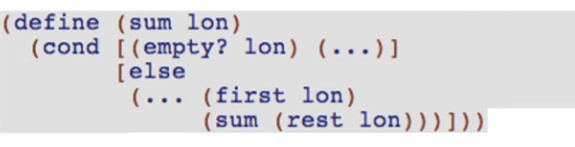 (define (sum lon)
(cond [(empty? lon) (...)]
[else
(... (first lon)
(sum (rest lon)))]))